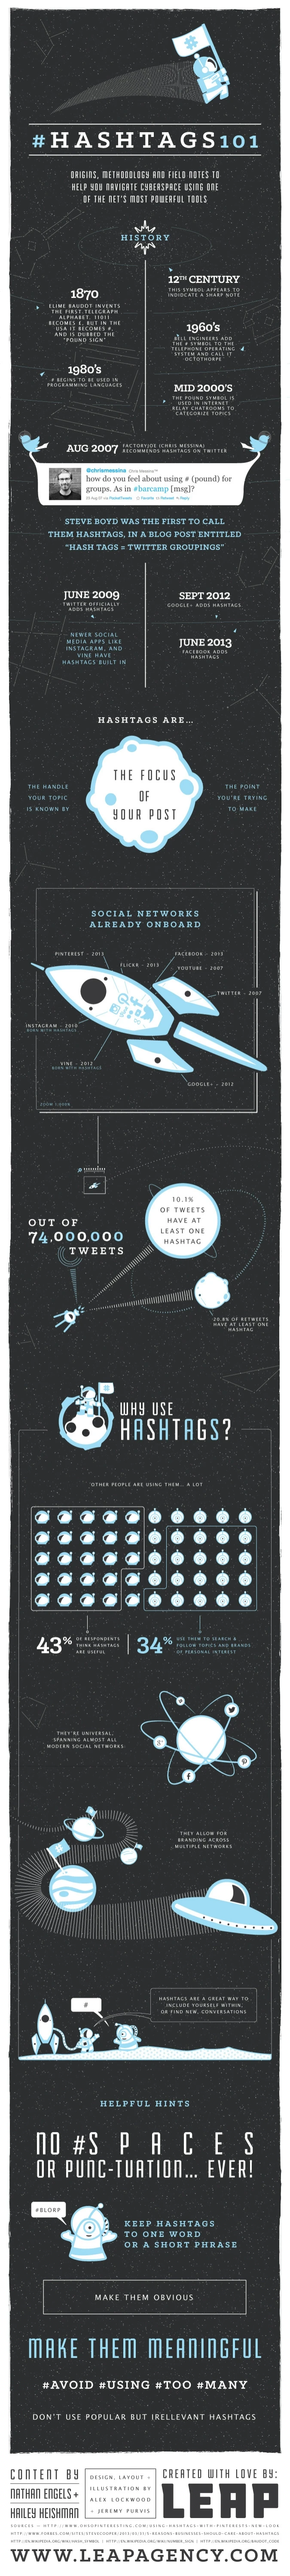 #HASHTAGS101
ORIGINS, METHODOLOGY AND FIELD NOTES TO
HELP YOU NAVIGATE CYBERSPACE USING ONE
OF THE NET'S MOST POWERFUL TOOLS
HISTORY
12TH CENTURY
THIS SYMBOL APPEARS TO
INDIDCATE A SHARP NOTE
1870
ELIME BAUDOT INVENTS
THE FIRST TELEGRAPH
ALPHABET. 11011
BECOMES £, BUT IN THE
USA IS BECOMES #
AND IS DUBBED THE
"POUND SIGN"
1960's
BELL ENGINEERS ADD
THE # SYMBOL TO THE
TELEPHONE OPERATING
SYSTEM AND CALL IT
OCTOTHORPE
1980's
# BEGINS TO BE USED IN
PROGRAMMING LANGUAGES
MID 2000'S
THE POUND SYMBOL IS
USED IN INTERNET
RELAY CHATROOMS TO
CATEGORIZE TOPICS
AUG 2007
FACTORYJOE (CHRIS MESSINA)
RECOMMENDS HASHTAGS ON TWITTER
@chrismessina Chris Messina™
how do you feel about using # (pound) for
groups. As in #barcamp [msg]?
Favorite
Retweet
Reply
STEVE BOYD WAS THE FIRST TO CALL
THEM HASHTAGS, IN A BLOG POST ENTITLED
"HASH TAGS = TWITTER GROUPINGS"
JUNE 2009
TWITTER OFFICIALLY
ADDS HASHTAGS
SEPT 2012
GOOGLE+ ADDS HASHTAGS
NEWER SOCIAL
MEDIA APPS LIKE
INSTAGRAM, AND
VINE HAVE
HASHTAGS BUILT IN
JUNE 2013
FACEBOOK ADDS
HASHTAGS
HASHTAGS ARE...
THE HANDLE
YOUR TOPIC
IS KNOWN BY
THE FOCUS
OF
YOUR POST
THE POINT
YOU'RE TRYING
TO MAKE
SOCIAL NETWORKS
ALREADY ONBOARD
PINTEREST - 2013
FACEBOOK - 2013
FLICKR - 2013
YOUTUBE - 2007
TWITTER - 2007
INSTAGRAM - 2010
BORN WITH HASHTAGS
VINE - 2012
BORN WITH HASHTAGS
GOOGLE+ - 2012
OUT OF
74,000,000
TWEETS
10.1%
OF TWEETS
HAVE AT
LEAST ONE
HASHTAG
20.8% OF RETWEETS
HAVE AT LEAST ONE
HASHTAG
#
WHY USE
HASHTAGS?
OTHER PEOPLE ARE USING THEM... A LOT
43%
OF RESPONDENTS
THINK HASHTAGS
ARE USEFUL
34%
USE THEM TO SEARCH &
FOLLOW TOPICS AND BRANDS
OF PERSONAL INTEREST
THEY'RE UNIVERSAL,
SPANNING ALMOST ALL
MODERN SOCIAL NETWORKS.
THEY ALLOW FOR
BRANDING ACROSS
MULTIPLE NETWORKS
#
HASHTAGS ARE A GREAT WAY TO
INCLUDE YOURSELF WITHIN,
OR FIND NEW, CONVERSATIONS
HELPFUL HINTS
NO #S P A C E S
OR PUNC-TUATION... EVER!
#BLORP
KEEP HASHTAGS
TO ONE WORD
OR A SHORT PHRASE
MAKE THEM OBVIOUS
MAKE THEM MEANINGFUL
#AVOID #USING #TOO #MANY
DON'T USE POPULAR BUT IRELLEVANT HASHTAGS
CONTENT BY
NATHAN ENGELS +
HAILEY HEISHMAN
DESIGN, LAYOUT +
ILLUSTRATION BY
ALEX LOCKWOOD
+ JEREMY PURVIS
CREATED WITH LOVE BY:
LEAP
WWW.LEAPAGENCY.COM